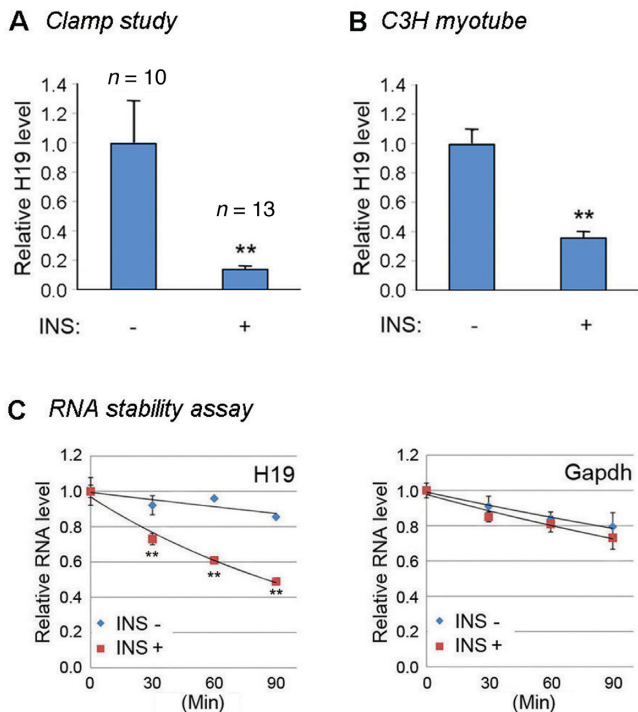 A Clamp study
Relative H19 level
1.4
1.2
1.0
0.8
0.6
0.4
0.2
0.0
n = 10
n = 13
**
INS: - +
B C3H myotube
Relative H19 level
1.4
1.2
1.0
0.8
0.6
0.4
0.2
0.0
**
INS: - +
C RNA stability assay
Relative RNA level
1.2
1.0
0.8
0.6
0.4
0.2
0.0
H19
**
**
**
INS -
INS +
0 30 60 90
(Min)
Relative RNA level
1.2
1.0
0.8
0.6
0.4
0.2
0.0
Gapdh
INS -
INS +
0 30 60 90
(Min)